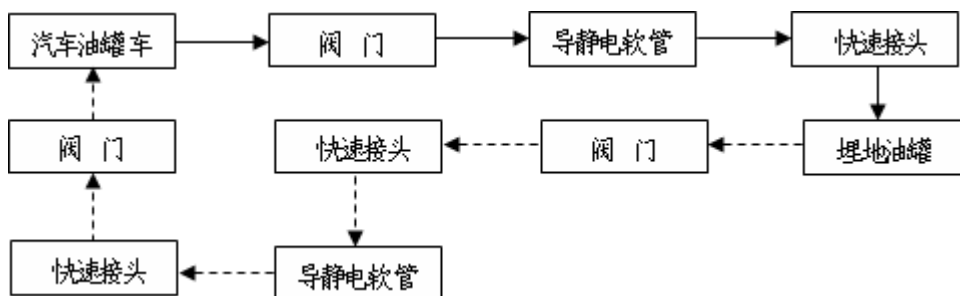 汽车油罐车
阀 门
导静电软管
快速接头
阀 门
快速接头
阀 门
埋地油罐
快速接头
导静电软管